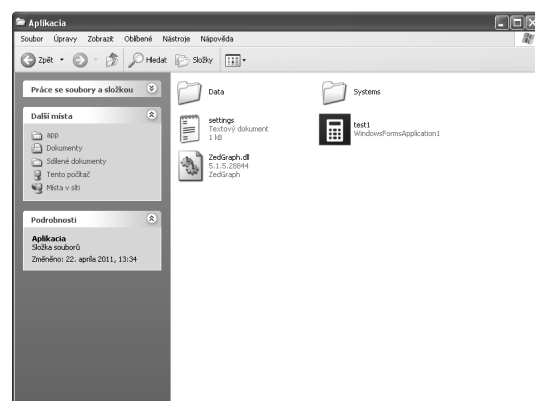 Aplikacia
Soubor Úpravy Zobrazit Oblíbené Nástroje Nápověda
Zpět Hledat Složky
Práce se soubory a složkou
Další místa
app
Dokumenty
Sdílené dokumenty
Tento počítač
Místa v síti
Podrobnosti
Aplikacia
Složka souborů
Změněno: 22. apríla 2011, 13:34
Data
Systems
settings
Textový dokument
1 kB
test1
WindowsFormsApplication1
ZedGraph.dll
5.1.5.28844
ZedGraph